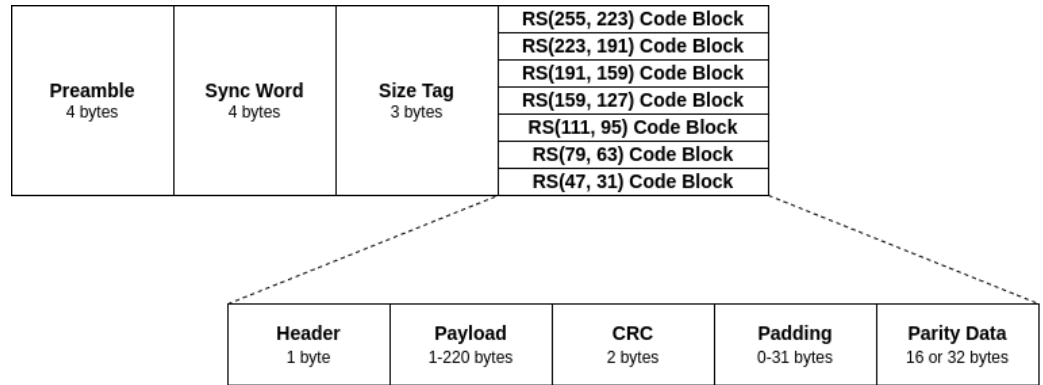 Preamble
4 bytes
Sync Word
4 bytes
Size Tag
3 bytes
RS(255, 223) Code Block
RS(223, 191) Code Block
RS(191, 159) Code Block
RS(159, 127) Code Block
RS(111, 95) Code Block
RS(79, 63) Code Block
RS(47, 31) Code Block
Header
1 byte
Payload
1-220 bytes
CRC
2 bytes
Padding
0-31 bytes
Parity Data
16 or 32 bytes